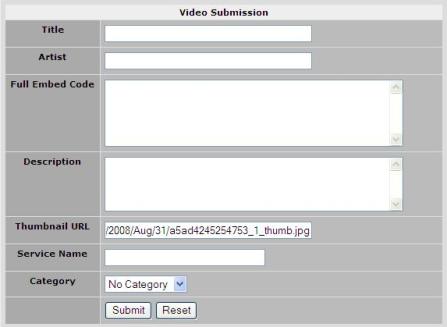 Video Submission
Title
Artist
Full Embed Code
Description
Thumbnail URL
/2008/Aug/31/a5ad4245254753_1_thumb.jpg
Service Name
Category
No Category
Submit Reset